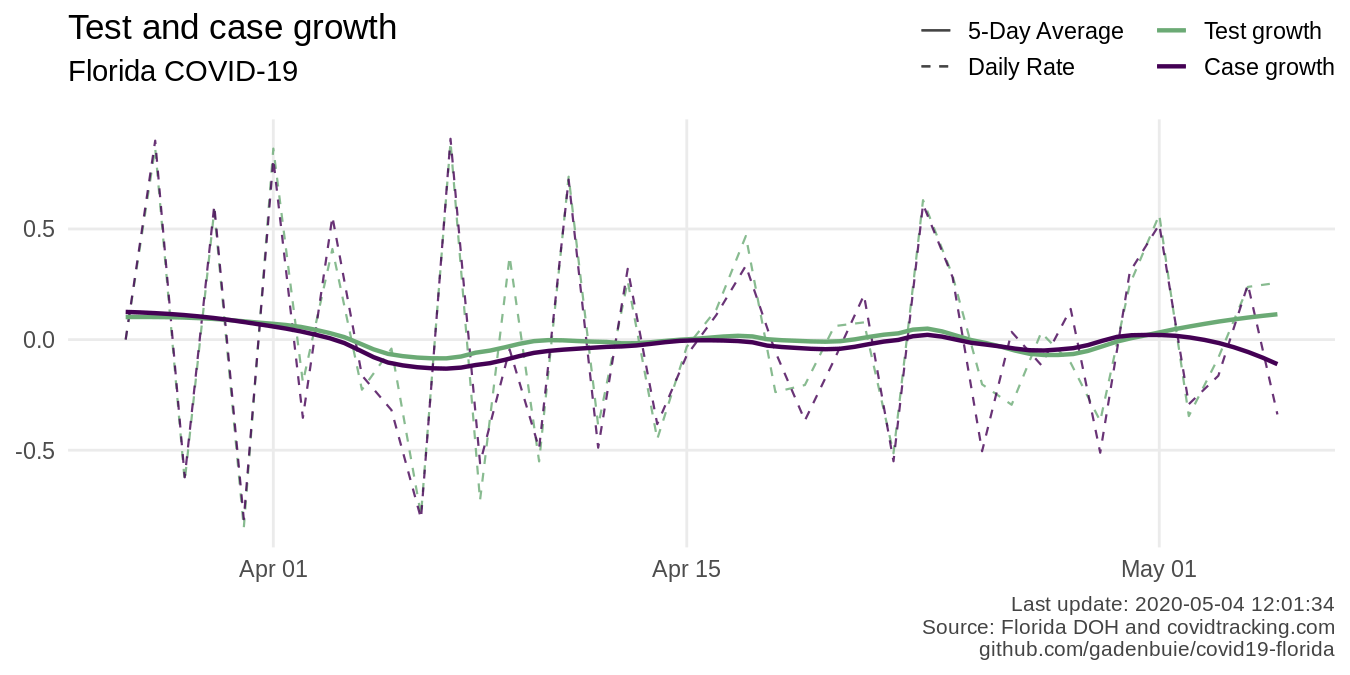 Test and case growth
Florida COVID-19
5-Day Average
Test growth
Daily Rate
Case growth
0.5
0.0
-0.5
Apr 01
Apr 15
May 01
Last update: 2020-05-04 12:01:34
Source: Florida DOH and covidtracking.com
github.com/gadenbuie/covid19-florida